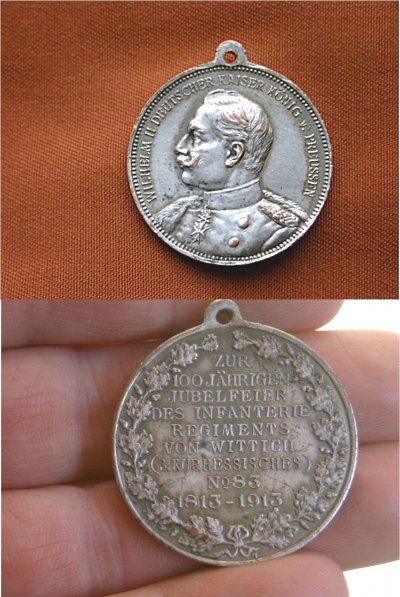 WILHELM II DEUTSCHER KAISER KÖNIG v. PREUSSEN
ZUR
100 JÄHRIGEN
JUBELFEIER
DES INFANTERIE
REGIMENTS
VON WITTICH
(3. KURHESSISCHES)
No 83
1813-1913